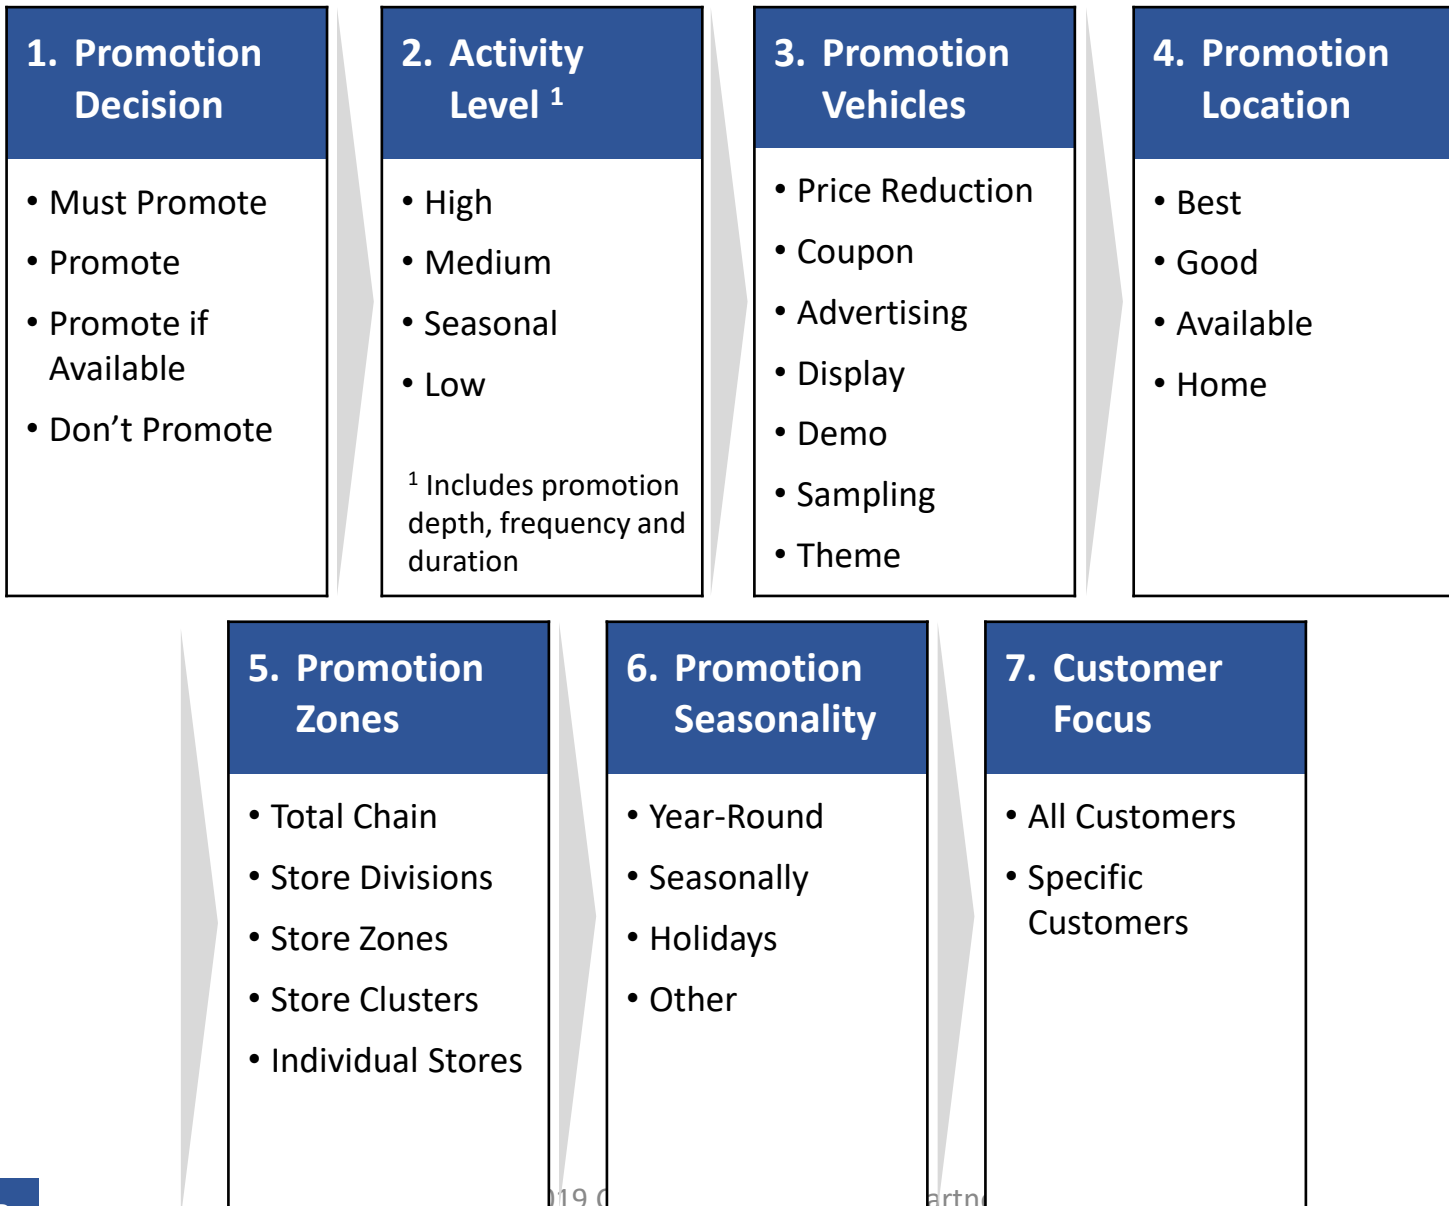 1. Promotion
Decision
• Must Promote
• Promote
• Promote if
Available
• Don’t Promote
2. Activity
Level ¹
• High
• Medium
• Seasonal
• Low
¹ Includes promotion
depth, frequency and
duration
3. Promotion
Vehicles
• Price Reduction
• Coupon
• Advertising
• Display
• Demo
• Sampling
• Theme
4. Promotion
Location
• Best
• Good
• Available
• Home
5. Promotion
Zones
• Total Chain
• Store Divisions
• Store Zones
• Store Clusters
• Individual Stores
6. Promotion
Seasonality
• Year-Round
• Seasonally
• Holidays
• Other
7. Customer
Focus
• All Customers
• Specific
Customers